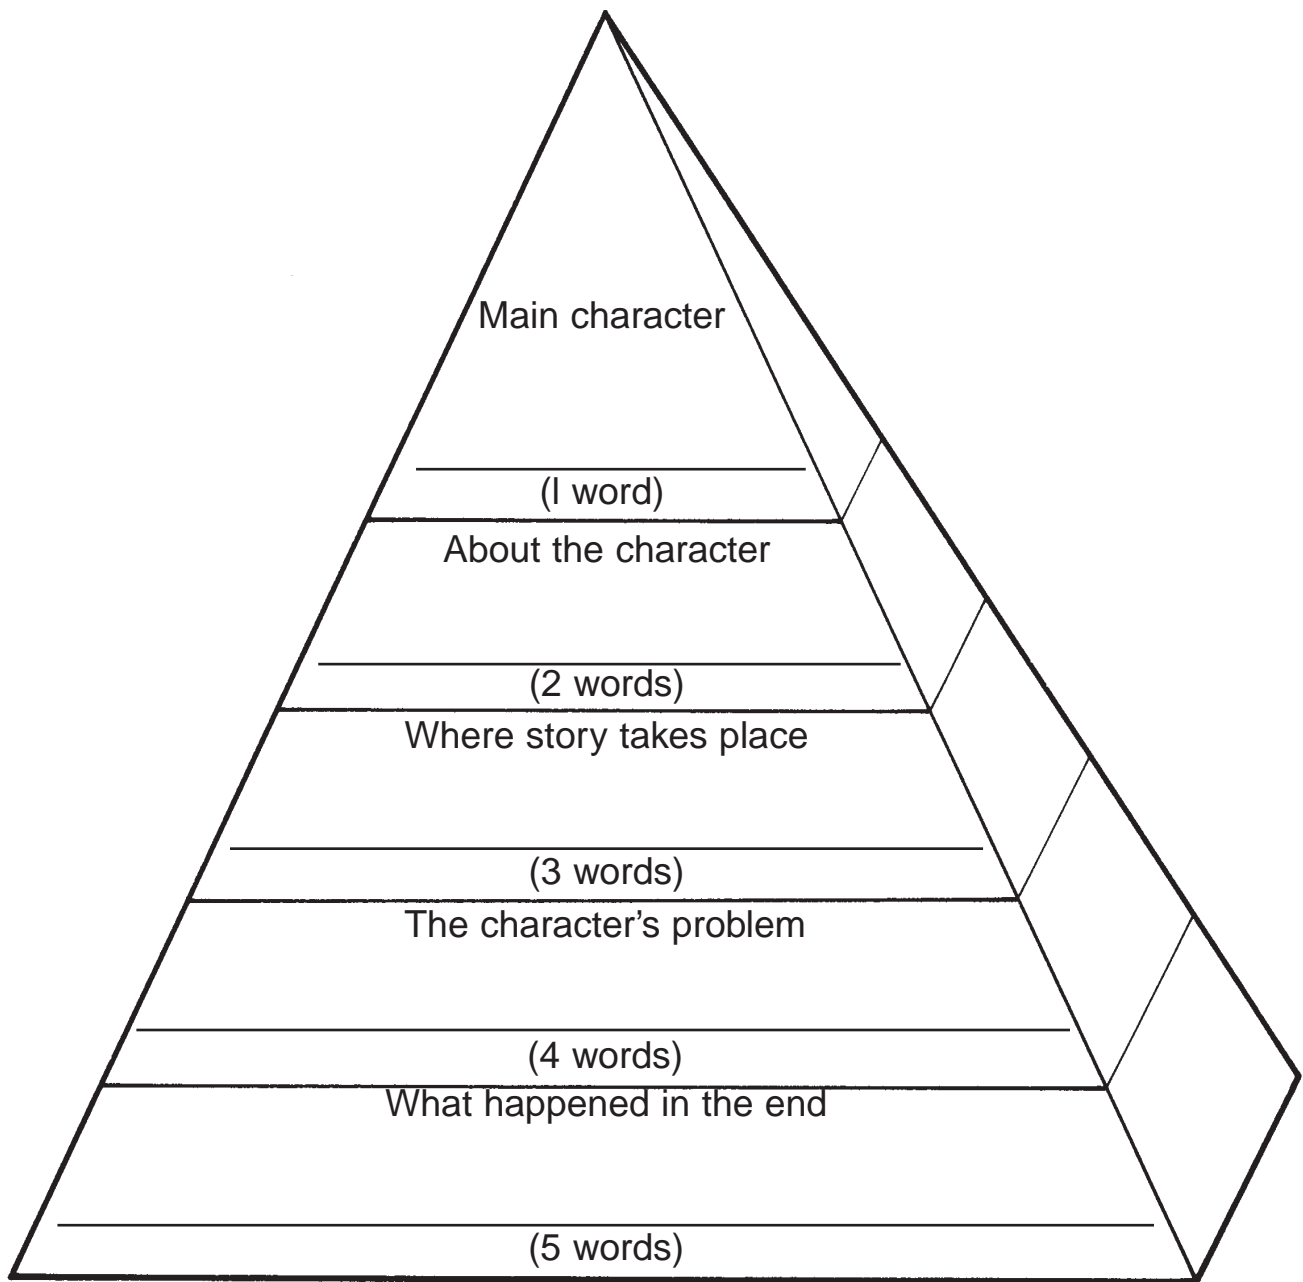 Main character
(l word)
About the character
(2 words)
Where story takes place
(3 words)
The character’s problem
(4 words)
What happened in the end
(5 words)